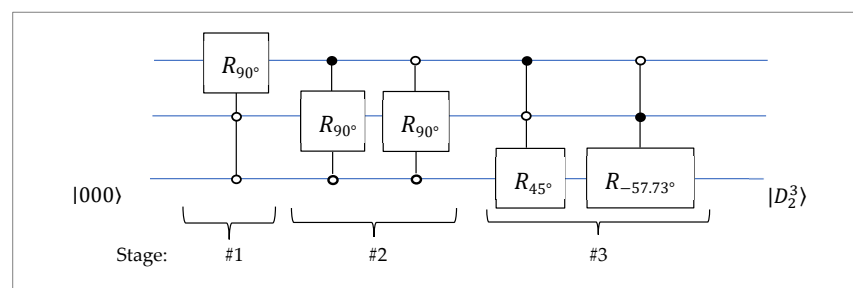 R90°
R90°
R90°
R45°
R−57.73°
|000⟩
|D₂³⟩
Stage:
#1
#2
#3